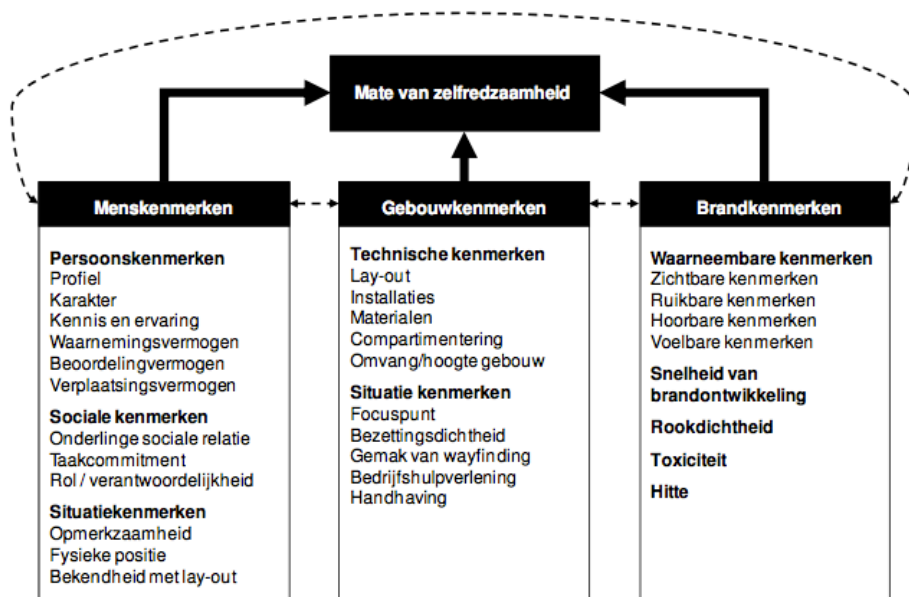 Mate van zelfredzaamheid
Menskenmerken
Persoonskenmerken
Profiel
Karakter
Kennis en ervaring
Waarnemingsvermogen
Beoordelingvermogen
Verplaatsingsvermogen
Sociale kenmerken
Onderlinge sociale relatie
Taakcommitment
Rol / verantwoordelijkheid
Situatiekenmerken
Opmerkzaamheid
Fysieke positie
Bekendheid met lay-out
Gebouwkenmerken
Technische kenmerken
Lay-out
Installaties
Materialen
Compartimentering
Omvang/hoogte gebouw
Situatie kenmerken
Focuspunt
Bezettingsdichtheid
Gemak van wayfinding
Bedrijfshulpverlening
Handhaving
Brandkenmerken
Waarneembare kenmerken
Zichtbare kenmerken
Ruikbare kenmerken
Hoorbare kenmerken
Voelbare kenmerken
Snelheid van
brandontwikkeling
Rookdichtheid
Toxiciteit
Hitte